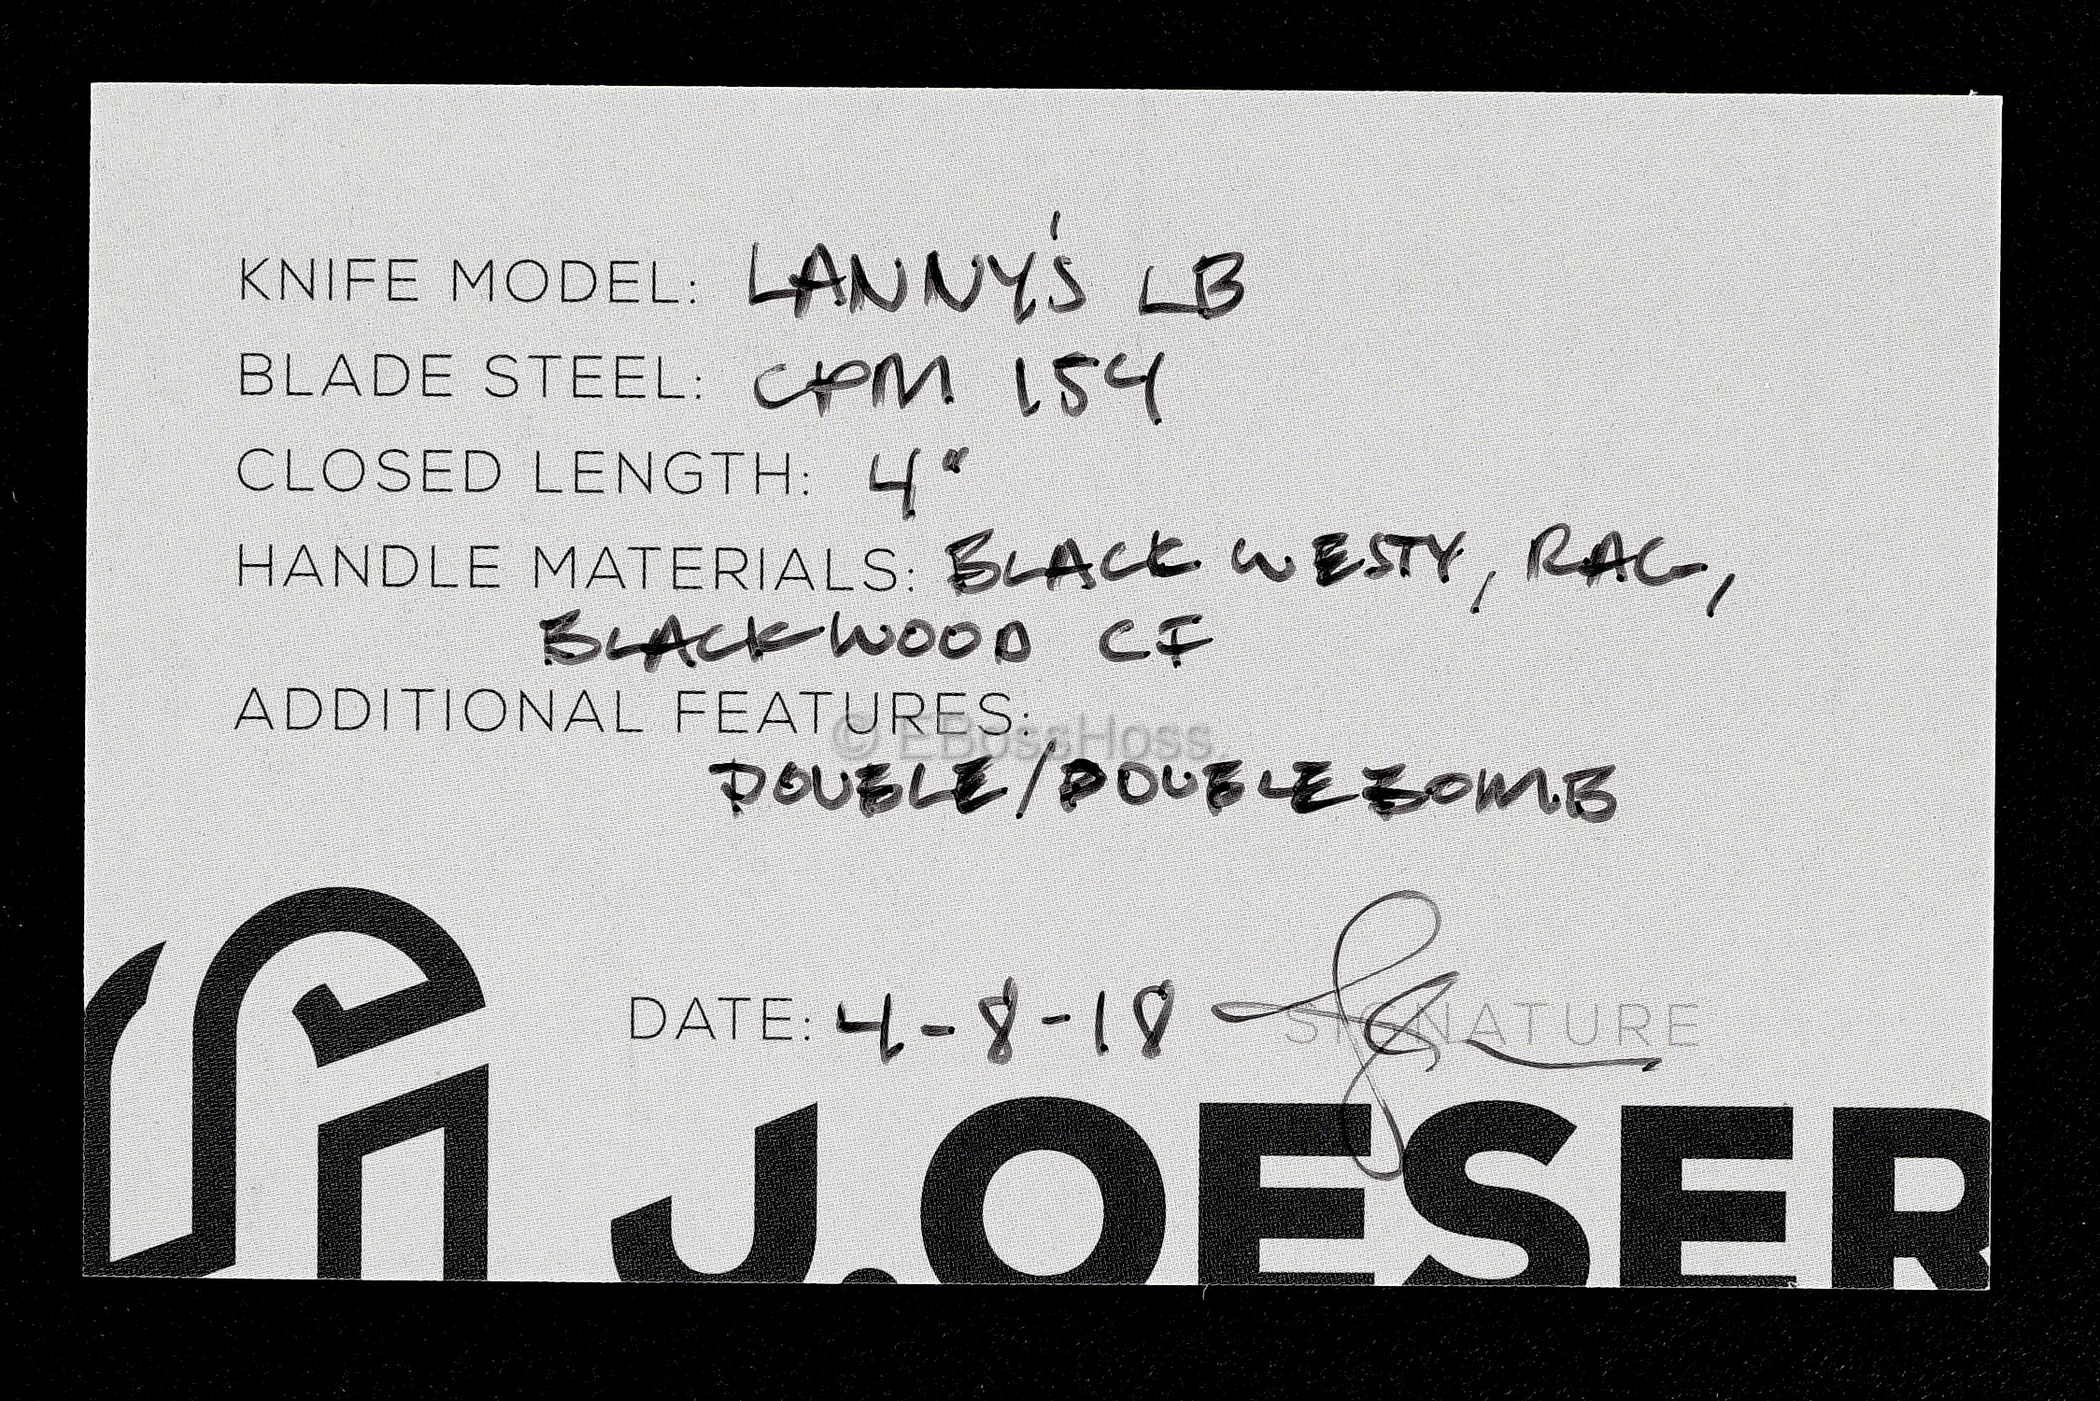 KNIFE MODEL: LANNY'S LB
BLADE STEEL: CPM 154
CLOSED LENGTH: 4"
HANDLE MATERIALS: BLACK WESTY, RAG,
BLACKWOOD CF
ADDITIONAL FEATURES:
© EBossHoss
DOUBLE/DOUBLE BOMB
DATE: 4-8-18 SIGNATURE
J.OESER